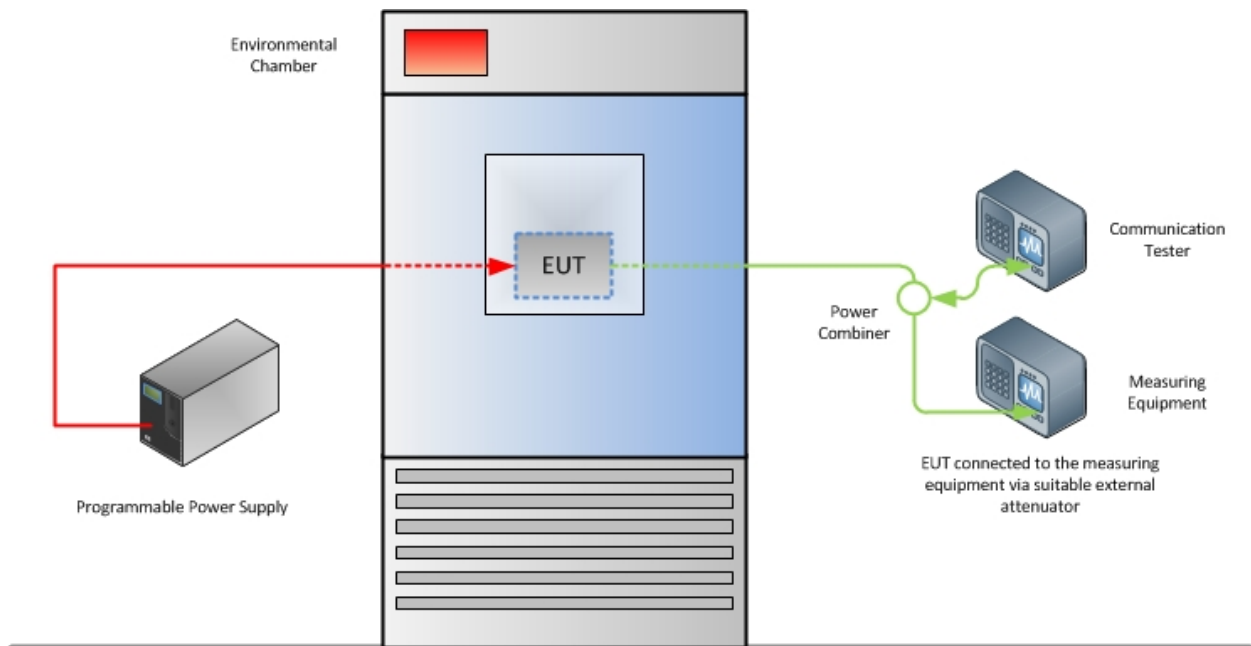 Environmental
Chamber
EUT
Communication
Tester
Power
Combiner
Measuring
Equipment
EUT connected to the measuring
equipment via suitable external
attenuator
Programmable Power Supply